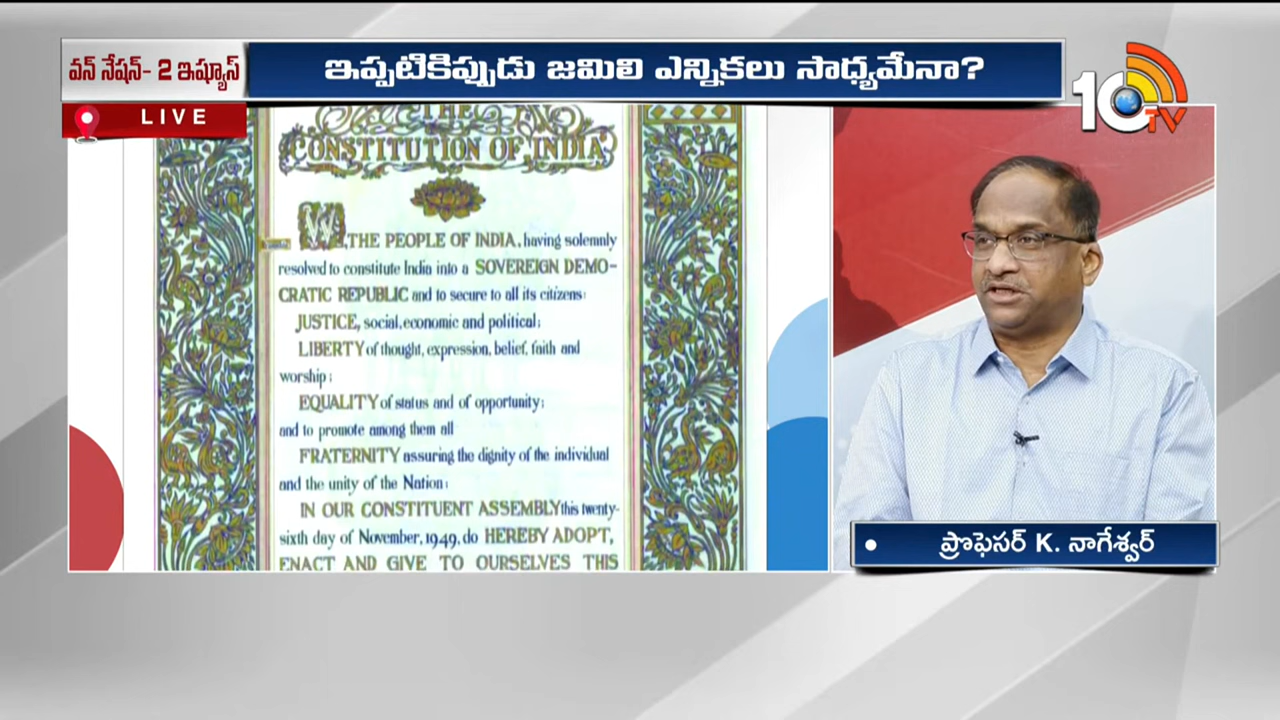 వన్ నేషన్- 2 ఇష్యూస్
ఇప్పటికిప్పుడు జమిలి ఎన్నికలు సాధ్యమేనా?
LIVE
10TV
THE
CONSTITUTION OF INDIA
WE, THE PEOPLE OF INDIA, having solemnly
resolved to constitute India into a SOVEREIGN DEMO-
CRATIC REPUBLIC and to secure to all its citizens:
JUSTICE, social, economic and political;
LIBERTY of thought, expression, belief, faith and
worship;
EQUALITY of status and of opportunity;
and to promote among them all
FRATERNITY assuring the dignity of the individual
and the unity of the Nation;
IN OUR CONSTITUENT ASSEMBLY this twenty-
sixth day of November, 1949, do HEREBY ADOPT,
ENACT AND GIVE TO OURSELVES THIS
ప్రొఫెసర్ K. నాగేశ్వర్